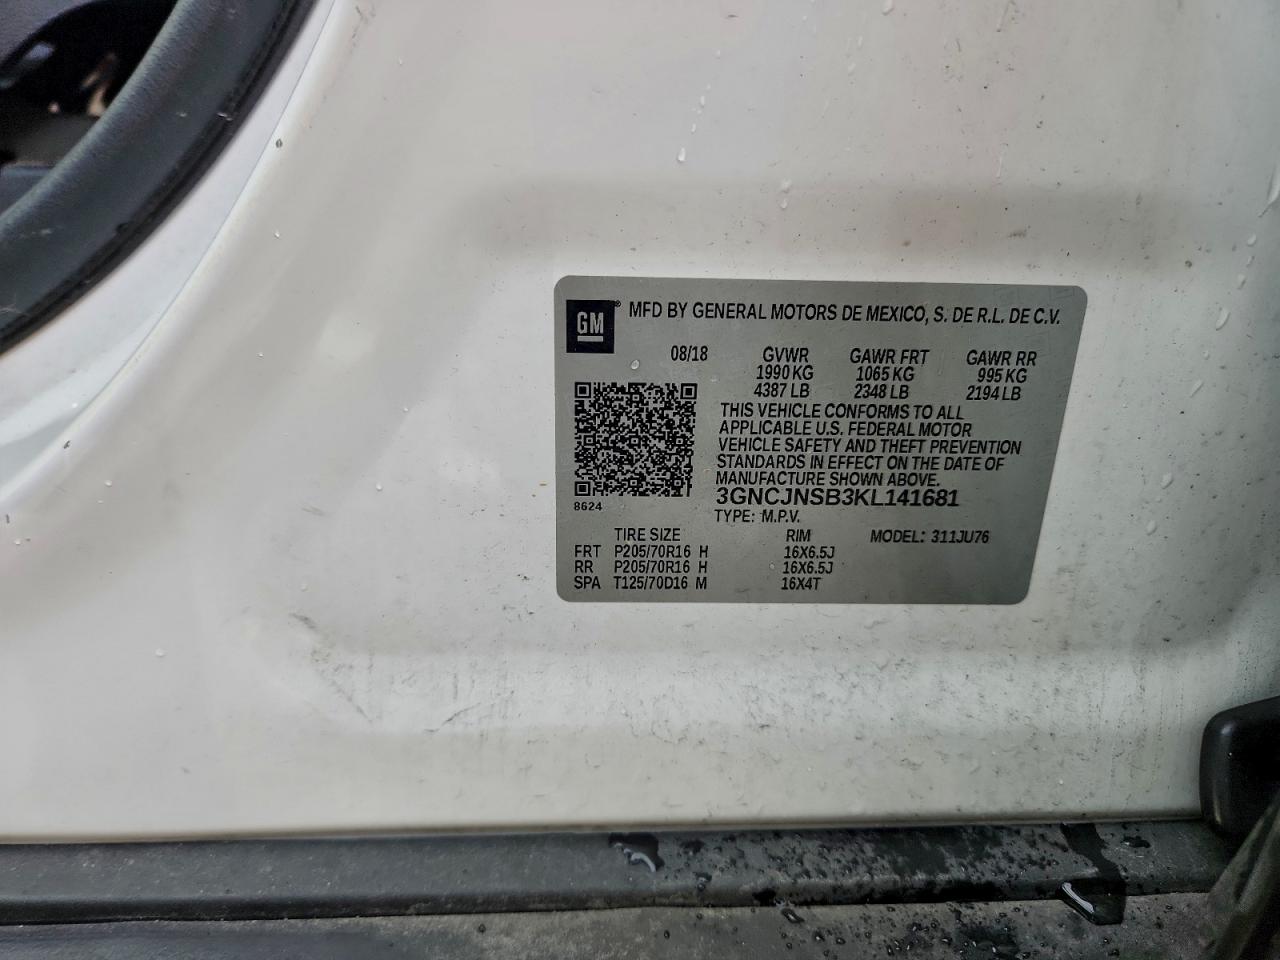 GM® MFD BY GENERAL MOTORS DE MEXICO, S. DE R.L. DE C.V.
08/18 GVWR GAWR FRT GAWR RR
1990 KG 1065 KG 995 KG
4387 LB 2348 LB 2194 LB
THIS VEHICLE CONFORMS TO ALL
APPLICABLE U.S. FEDERAL MOTOR
VEHICLE SAFETY AND THEFT PREVENTION
STANDARDS IN EFFECT ON THE DATE OF
MANUFACTURE SHOWN ABOVE.
3GNCJNSB3KL141681
8624
TYPE: M.P.V.
TIRE SIZE RIM MODEL: 311JU76
FRT P205/70R16 H 16X6.5J
RR P205/70R16 H 16X6.5J
SPA T125/70D16 M 16X4T